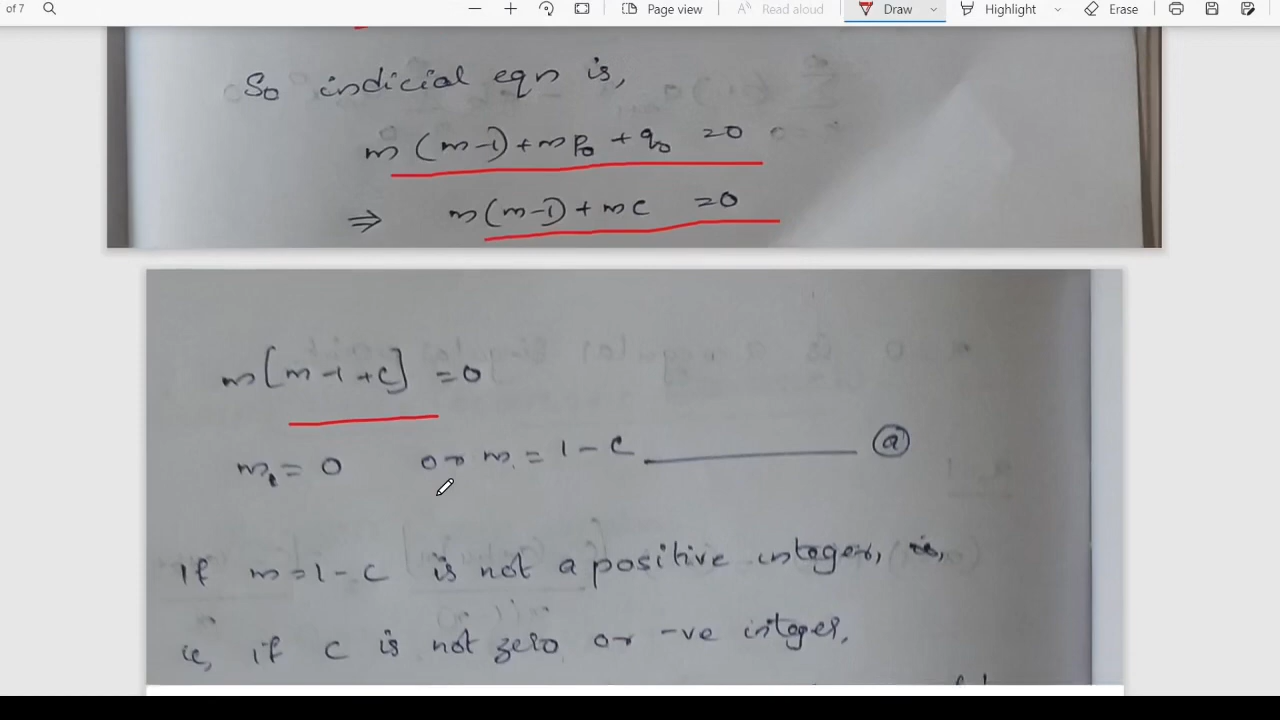 of 7 Page view Read aloud Draw Highlight Erase
So indicial eqn is,
m(m-1)+mp₀+q₀ =0
⇒ m(m-1)+mc =0
m[m-1+c] =0
m₁=0 or m=1-c ⓐ
If m=1-c is not a positive integer,
ie, if c is not zero or -ve integer,